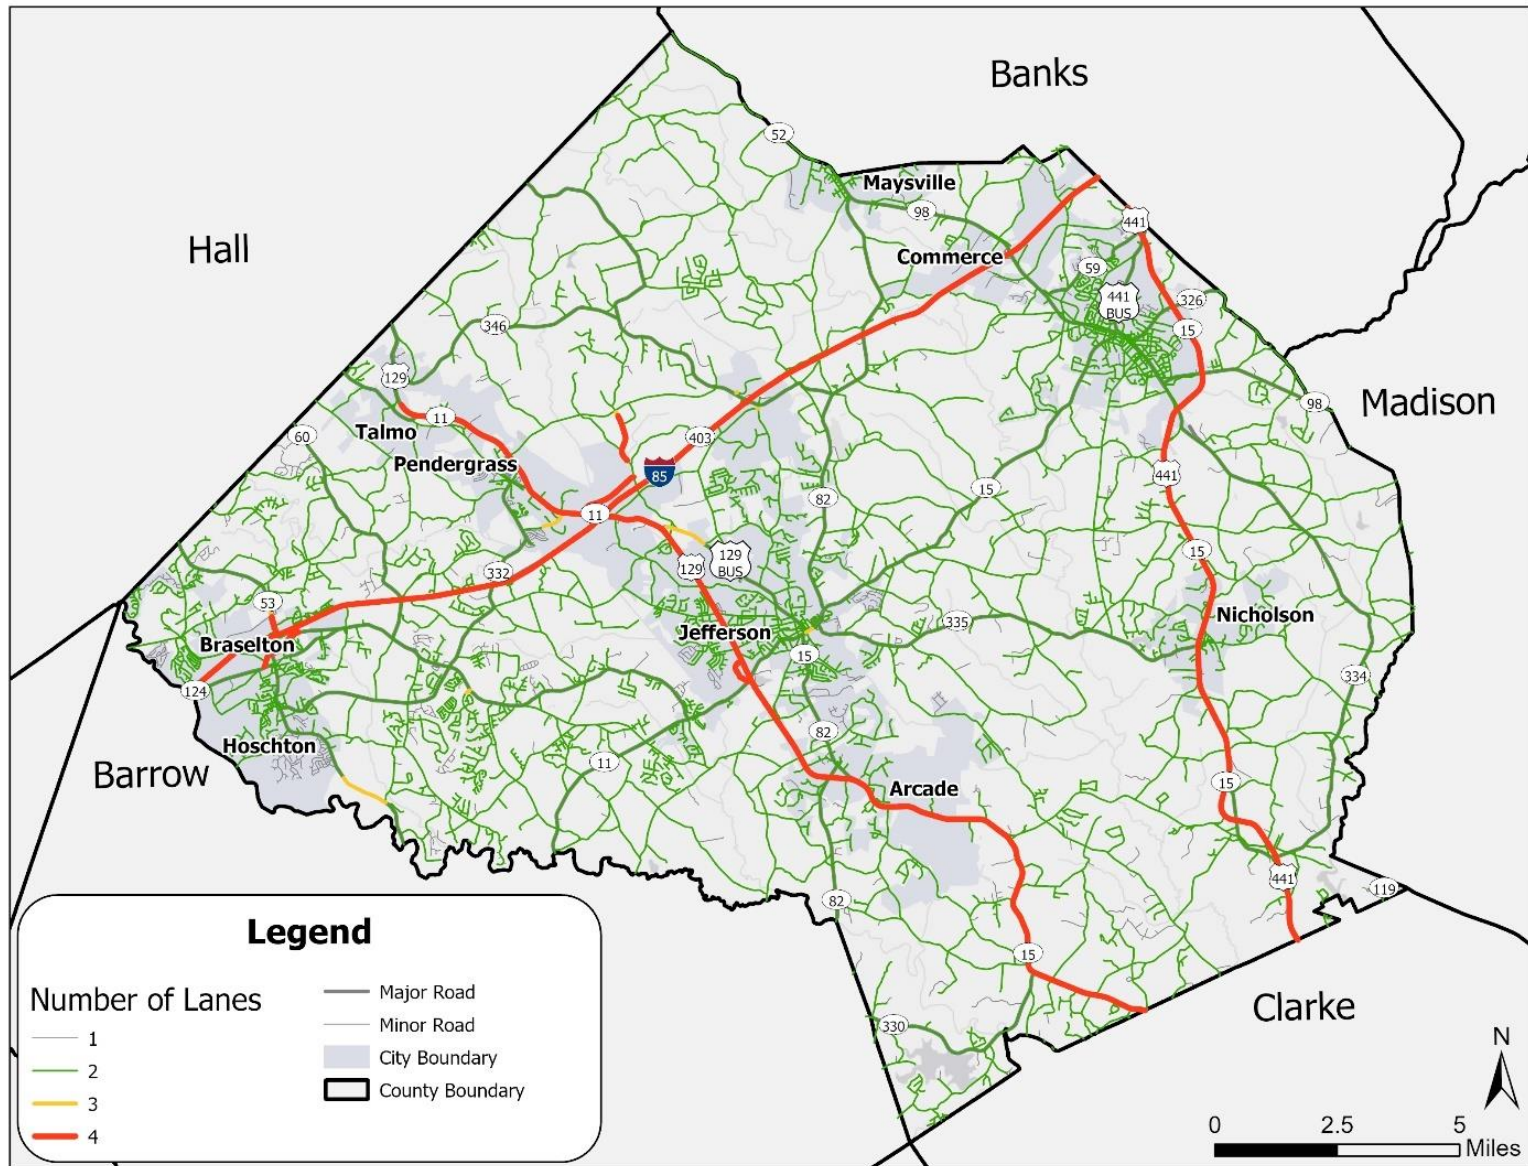 Banks
52
Maysville
98
441
Hall
Commerce
59
441
BUS
326
346
15
129
Madison
98
11
60
Talmo
403
Pendergrass
85
441
82
15
11
15
129
BUS
129
332
53
335
Nicholson
Jefferson
Braselton
15
334
124
82
Hoschton
11
Barrow
15
Arcade
441
119
82
Legend
15
Number of Lanes
1
2
3
4
Major Road
Minor Road
City Boundary
County Boundary
Clarke
330
N
0 2.5 5
Miles